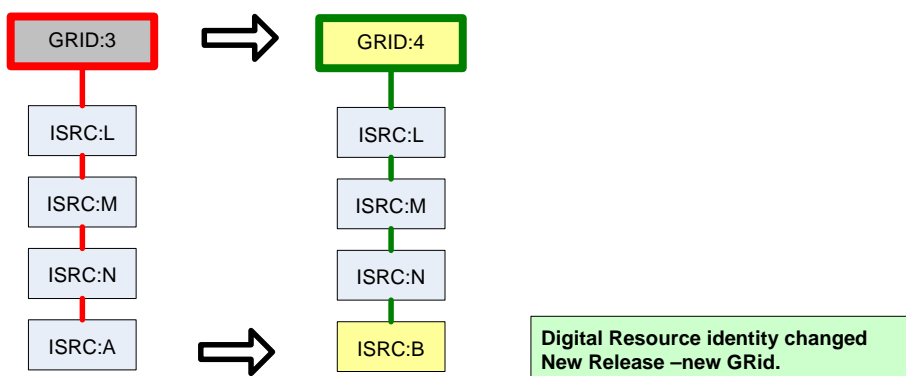 GRID:3
GRID:4
ISRC:L
ISRC:L
ISRC:M
ISRC:M
ISRC:N
ISRC:N
ISRC:A
ISRC:B
Digital Resource identity changed
New Release –new GRid.